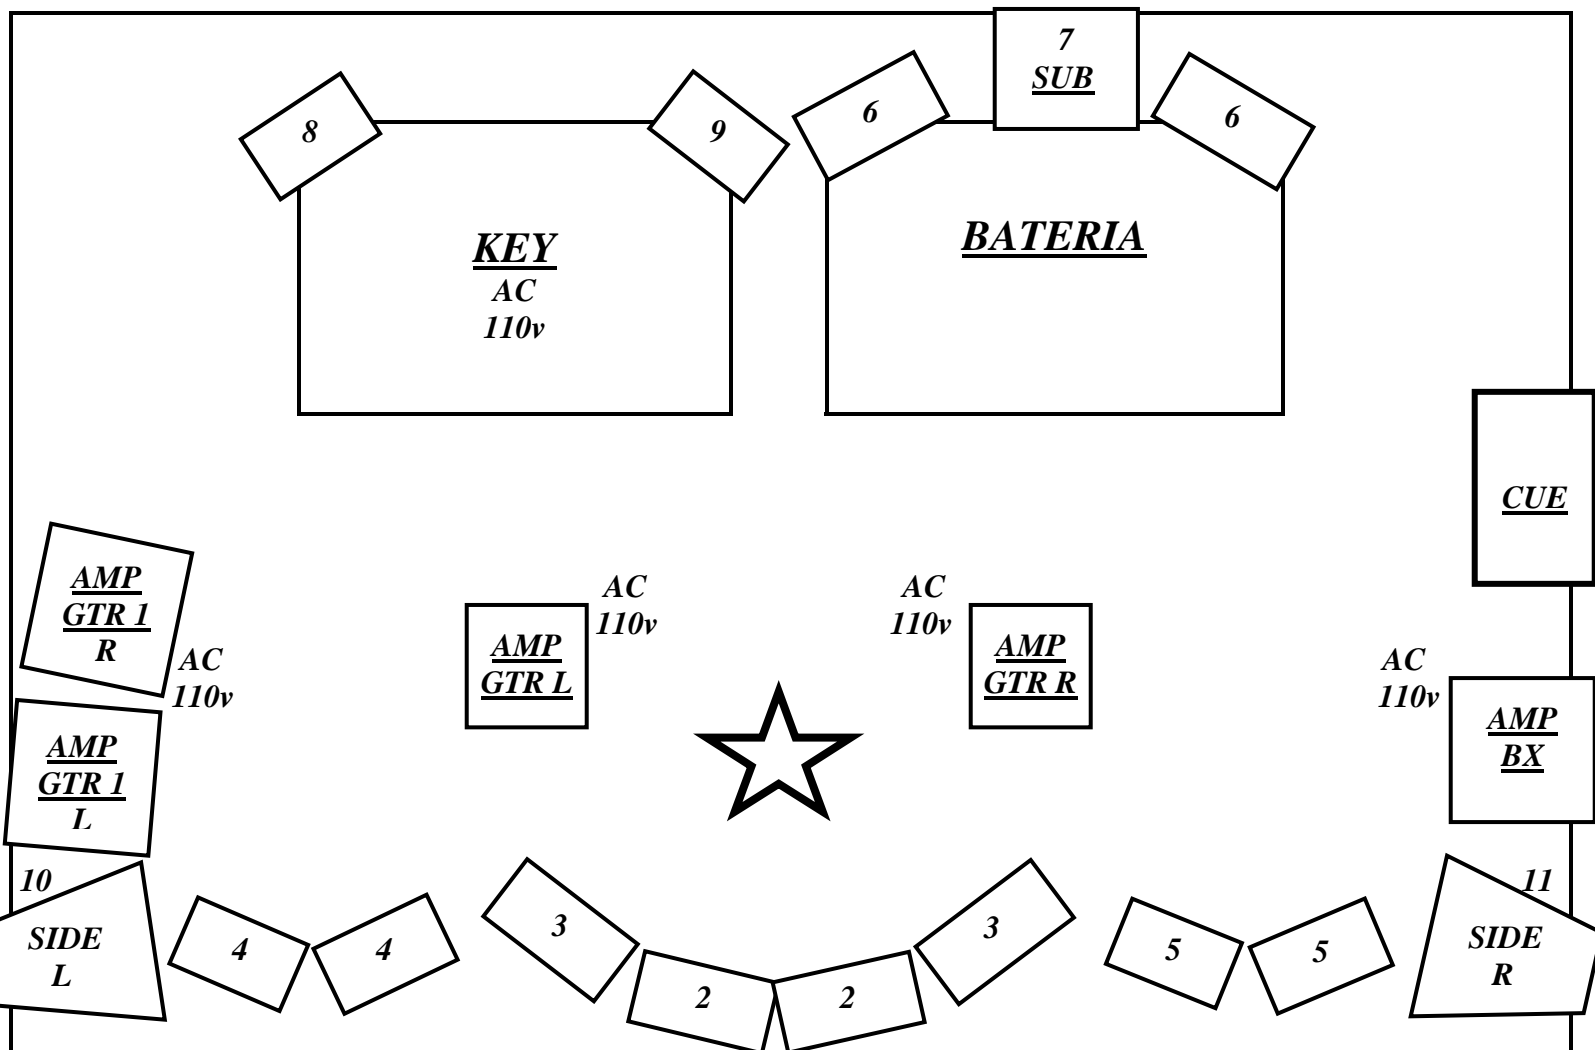 7
SUB
8
9
6
6
KEY
AC
110v
BATERIA
CUE
AMP
GTR 1
R
AC
110v
AMP
GTR L
AC
110v
AC
110v
AMP
GTR R
AC
110v
AMP
BX
AMP
GTR 1
L
10
SIDE
L
4
4
3
2
2
3
5
5
11
SIDE
R